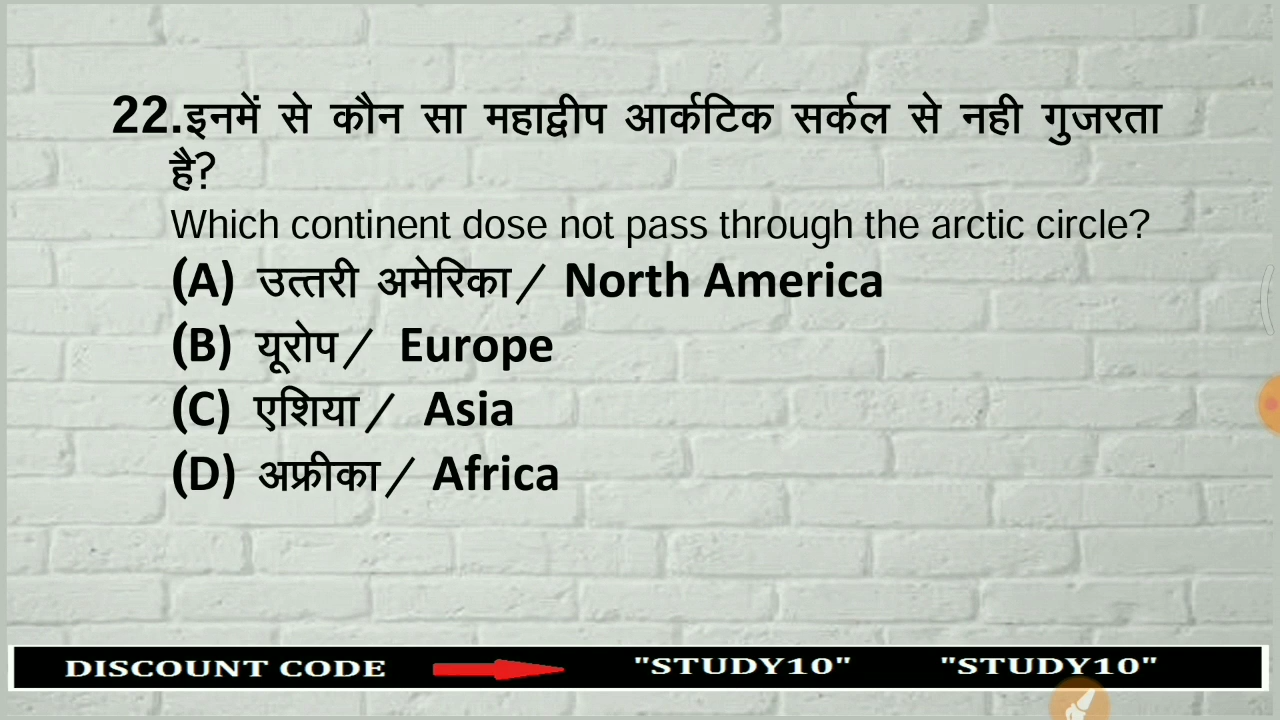 22.इनमें से कौन सा महाद्वीप आर्कटिक सर्कल से नही गुजरता
है?
Which continent dose not pass through the arctic circle?
(A) उत्तरी अमेरिका/ North America
(B) यूरोप/ Europe
(C) एशिया/ Asia
(D) अफ्रीका/ Africa
DISCOUNT CODE "STUDY10" "STUDY10"